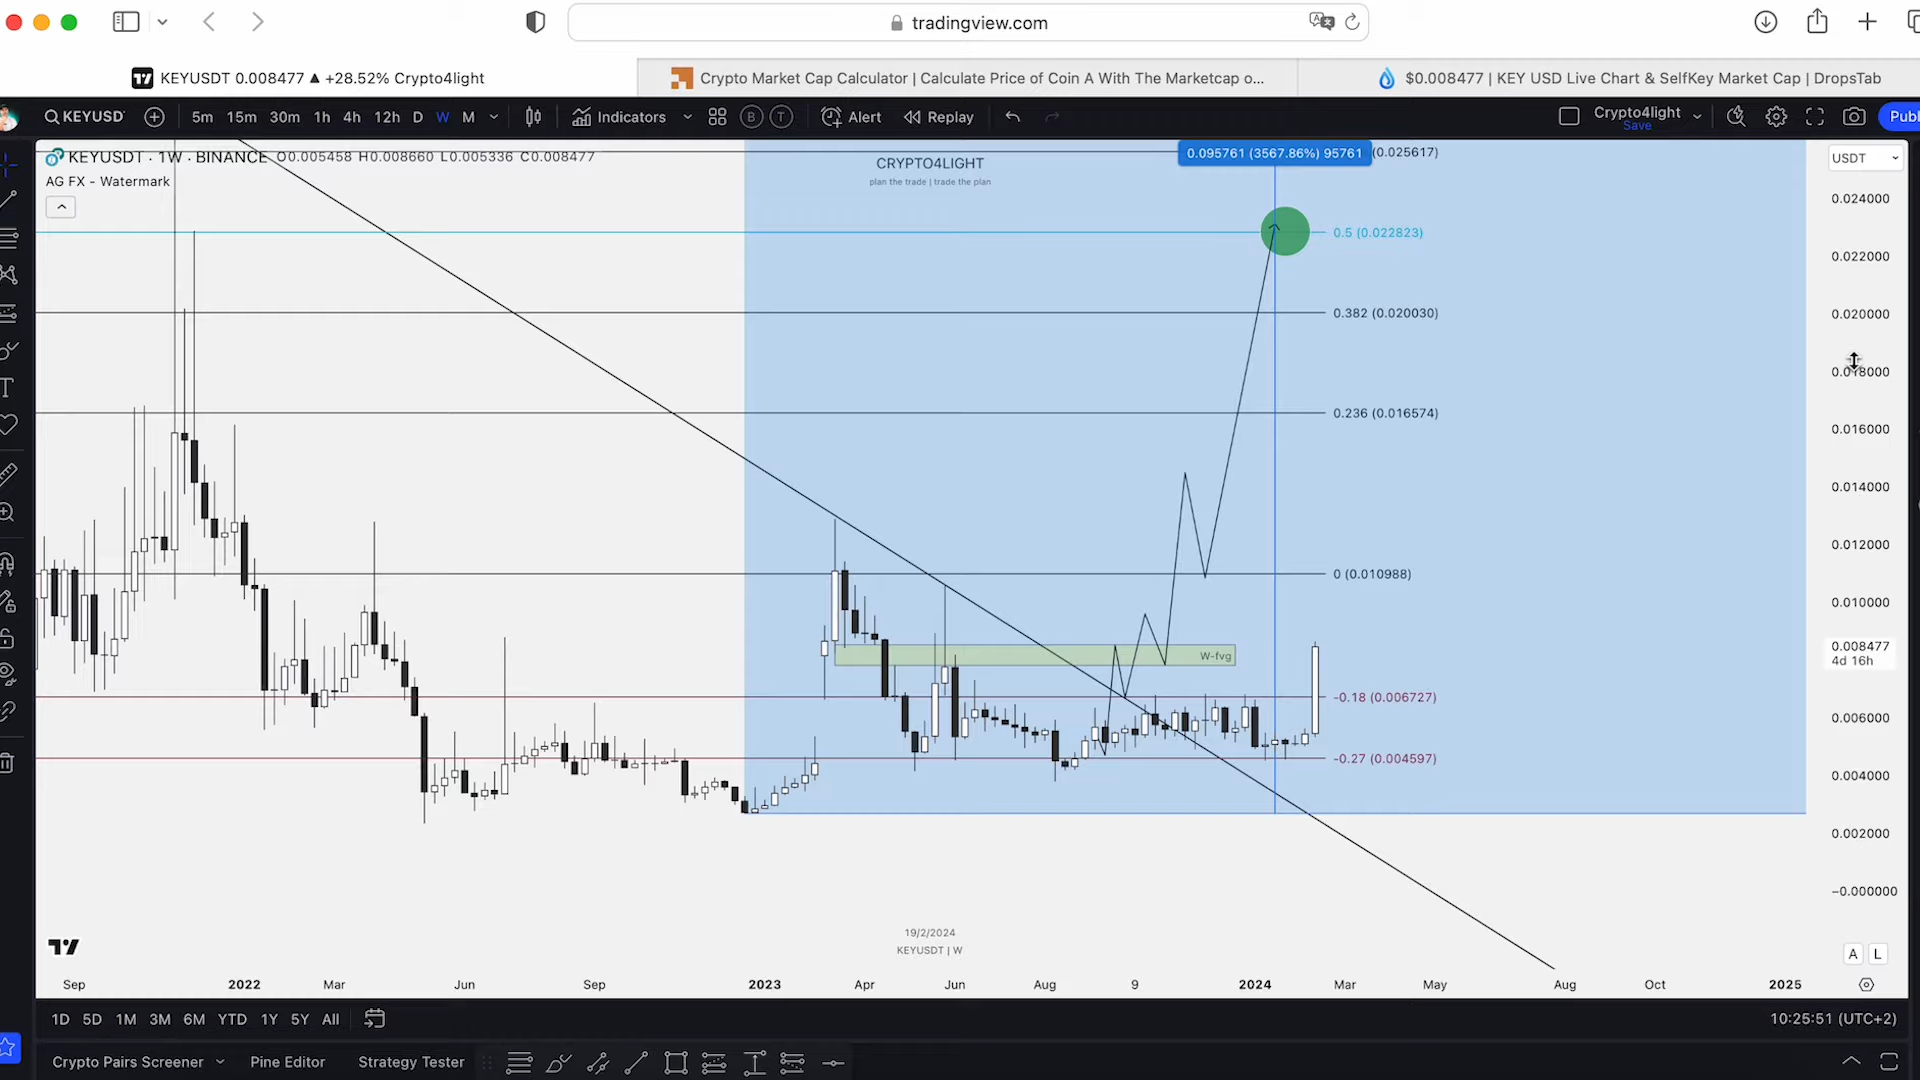 tradingview.com
KEYUSDT 0.008477 ▲ +28.52% Crypto4light
Crypto Market Cap Calculator | Calculate Price of Coin A With The Marketcap o...
$0.008477 | KEY USD Live Chart & SelfKey Market Cap | DropsTab
KEYUSDT 5m 15m 30m 1h 4h 12h D W M Indicators B T Alert Replay Crypto4light Publ
Save
KEYUSDT · 1W · BINANCE O0.005458 H0.008660 L0.005336 C0.008477
AG FX - Watermark
CRYPTO4LIGHT
plan the trade | trade the plan
0.095761 (3567.86%) 95761 (0.025617)
USDT
0.024000
0.5 (0.022823)
0.022000
0.382 (0.020030)
0.020000
0.018000
0.236 (0.016574)
0.016000
0.014000
0.012000
0 (0.010988)
0.010000
W-fvg
0.008477
4d 16h
-0.18 (0.006727)
0.006000
-0.27 (0.004597)
0.004000
0.002000
−0.000000
19/2/2024
KEYUSDT | W
A L
Sep 2022 Mar Jun Sep 2023 Apr Jun Aug 9 2024 Mar May Aug Oct 2025
1D 5D 1M 3M 6M YTD 1Y 5Y All 10:25:51 (UTC+2)
Crypto Pairs Screener Pine Editor Strategy Tester